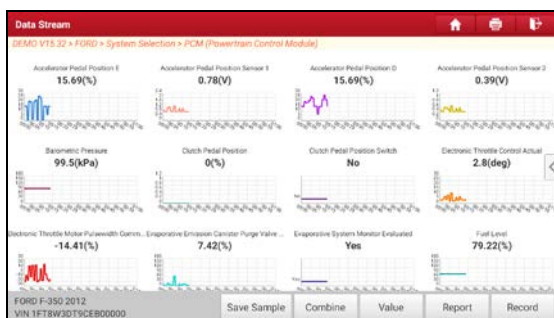 Data Stream
DEMO V15.32 > FORD > System Selection > PCM (Powertrain Control Module)
Accelerator Pedal Position E
15.69(%)
Accelerator Pedal Position Sensor 1
0.78(V)
Accelerator Pedal Position D
15.69(%)
Accelerator Pedal Position Sensor 2
0.39(V)
Barometric Pressure
99.5(kPa)
Clutch Pedal Position
0(%)
Clutch Pedal Position Switch
No
Electronic Throttle Control Actual
2.8(deg)
Electronic Throttle Motor Pulsewidth Comm...
-14.41(%)
Evaporative Emission Canister Purge Valve ...
7.42(%)
Evaporative System Monitor Evaluated
Yes
Fuel Level
79.22(%)
FORD F-350 2012
VIN 1FT8W3DT9CEB00000
Save Sample
Combine
Value
Report
Record